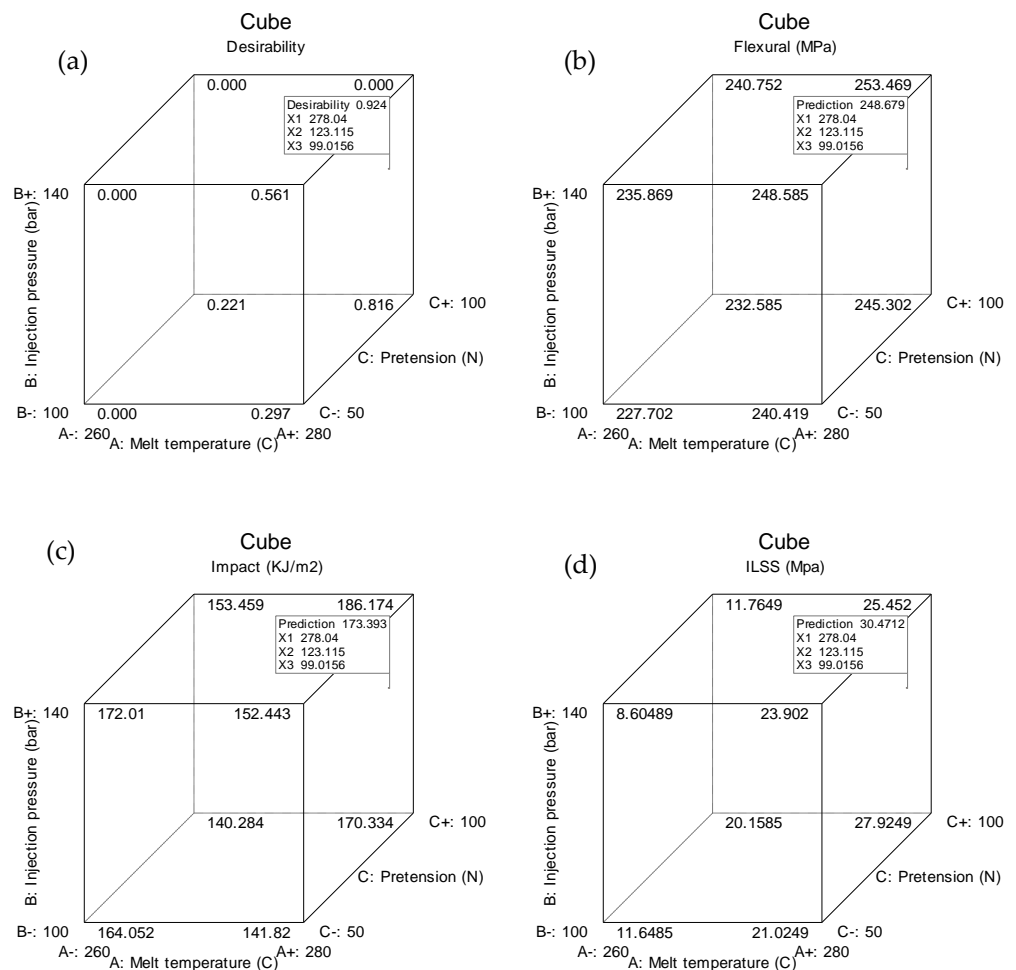 Cube
Desirability
(a)
0.000 0.000
Desirability 0.924
X1 278.04
X2 123.115
X3 99.0156
B+: 140 0.000 0.561
B: Injection pressure (bar)
0.221 0.816 C+: 100
C: Pretension (N)
B-: 100 0.000 0.297 C-: 50
A-: 260 A+: 280
A: Melt temperature (C)
Cube
Flexural (MPa)
(b)
240.752 253.469
Prediction 248.679
X1 278.04
X2 123.115
X3 99.0156
B+: 140 235.869 248.585
B: Injection pressure (bar)
232.585 245.302 C+: 100
C: Pretension (N)
B-: 100 227.702 240.419 C-: 50
A-: 260 A+: 280
A: Melt temperature (C)
Cube
Impact (KJ/m2)
(c)
153.459 186.174
Prediction 173.393
X1 278.04
X2 123.115
X3 99.0156
B+: 140 172.01 152.443
B: Injection pressure (bar)
140.284 170.334 C+: 100
C: Pretension (N)
B-: 100 164.052 141.82 C-: 50
A-: 260 A+: 280
A: Melt temperature (C)
Cube
ILSS (Mpa)
(d)
11.7649 25.452
Prediction 30.4712
X1 278.04
X2 123.115
X3 99.0156
B+: 140 8.60489 23.902
B: Injection pressure (bar)
20.1585 27.9249 C+: 100
C: Pretension (N)
B-: 100 11.6485 21.0249 C-: 50
A-: 260 A+: 280
A: Melt temperature (C)